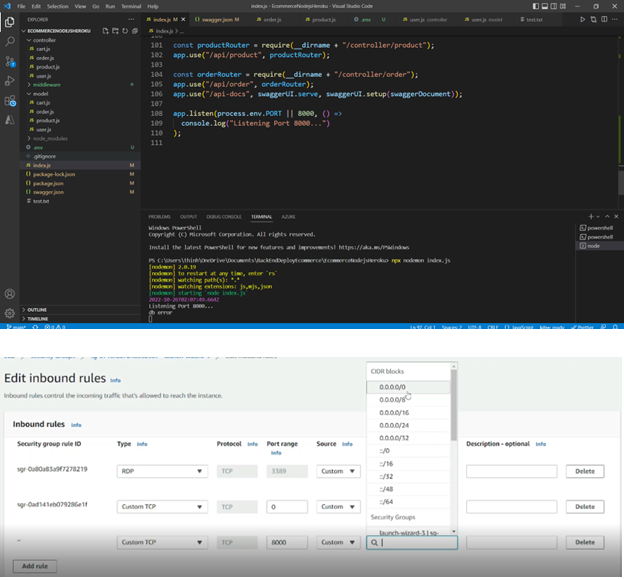 File Edit Selection View Go Run Terminal Help
index.js - EcommerceNodejsHeroku - Visual Studio Code
EXPLORER
index.js M
swagger.json M
order.js
product.js
.env U
user.js controller
user.js model
test.txt
ECOMMERCENODEJSHEROKU
controller
cart.js
order.js
product.js
user.js
middleware
model
cart.js
order.js
product.js
user.js
node_modules
.env U
.gitignore
index.js M
package-lock.json M
package.json M
swagger.json M
test.txt
OUTLINE
TIMELINE
index.js > ...
101 const productRouter = require(__dirname + "/controller/product");
102 app.use("/api/product", productRouter);
103
104 const orderRouter = require(__dirname + "/controller/order");
105 app.use("/api/order", orderRouter);
106 app.use("/api-docs", swaggerUI.serve, swaggerUI.setup(swaggerDocument));
107
108 app.listen(process.env.PORT || 8000, () =>
109 console.log("Listening Port 8000...")
110 );
111
PROBLEMS OUTPUT DEBUG CONSOLE TERMINAL AZURE
powershell
powershell
node
Windows PowerShell
Copyright (C) Microsoft Corporation. All rights reserved.
Install the latest PowerShell for new features and improvements! https://aka.ms/PSWindows
PS C:\Users\thinh\OneDrive\Documents\BackEndDeployEcommerce\EcommerceNodejsHeroku> npx nodemon index.js
[nodemon] 2.0.19
[nodemon] to restart at any time, enter `rs`
[nodemon] watching path(s): *.*
[nodemon] watching extensions: js,mjs,json
[nodemon] starting `node index.js`
Listening Port 8000...
db error
Edit inbound rules Info
Inbound rules control the incoming traffic that's allowed to reach the instance.
Inbound rules Info
Security group rule ID Type Info Protocol Info Port range Info Source Info Description - optional Info
sgr-0a80a83a9f7278219 RDP TCP 3389 Custom Delete
sgr-0ad141eb079286e1f Custom TCP TCP 0 Custom Delete
– Custom TCP TCP 8000 Custom Delete
CIDR blocks
0.0.0.0/0
0.0.0.0/8
0.0.0.0/16
0.0.0.0/24
0.0.0.0/32
::/0
::/16
::/32
::/48
::/64
Security Groups
launch-wizard-3 | sg-
Add rule